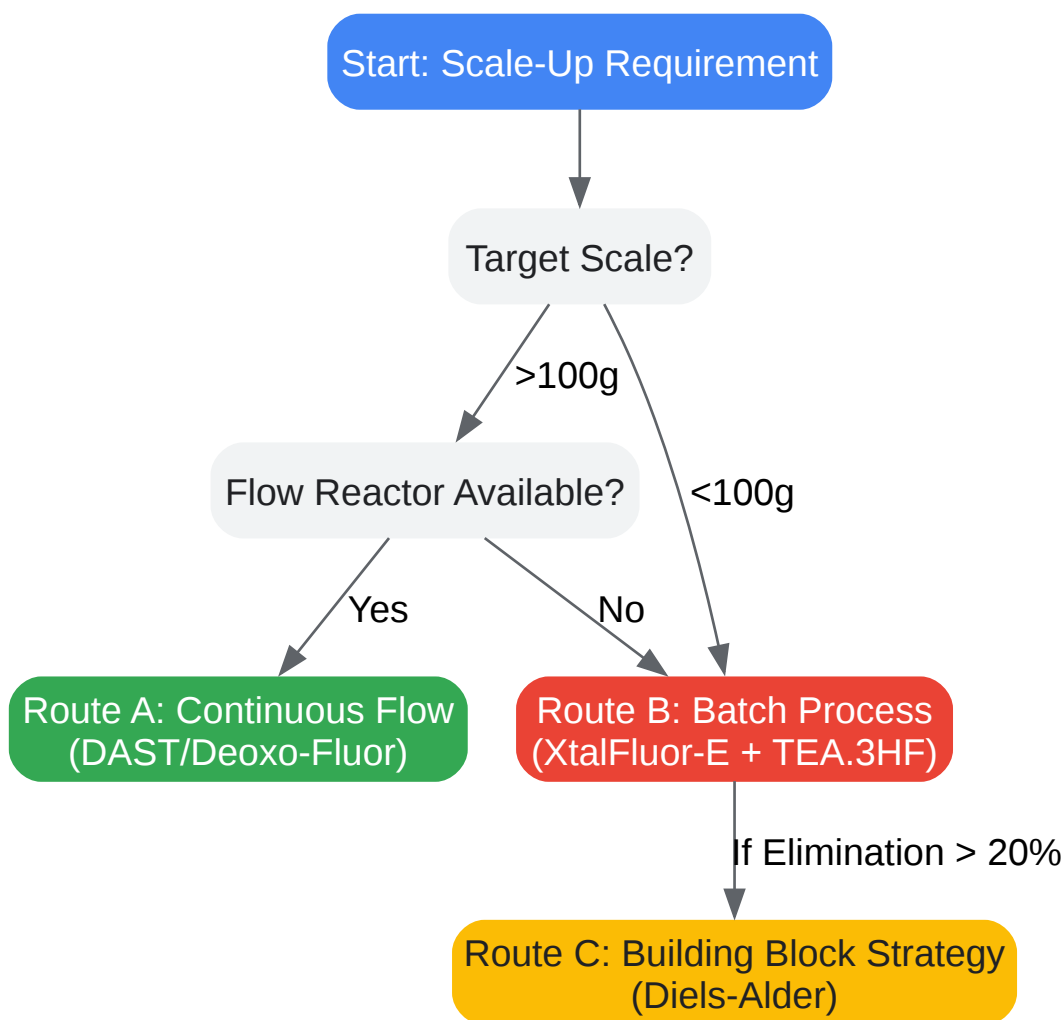 Start: Scale-Up Requirement
Target Scale?
>100g
Flow Reactor Available?
<100g
Yes
No
Route A: Continuous Flow
(DAST/Deoxo-Fluor)
Route B: Batch Process
(XtalFluor-E + TEA.3HF)
If Elimination > 20%
Route C: Building Block Strategy
(Diels-Alder)